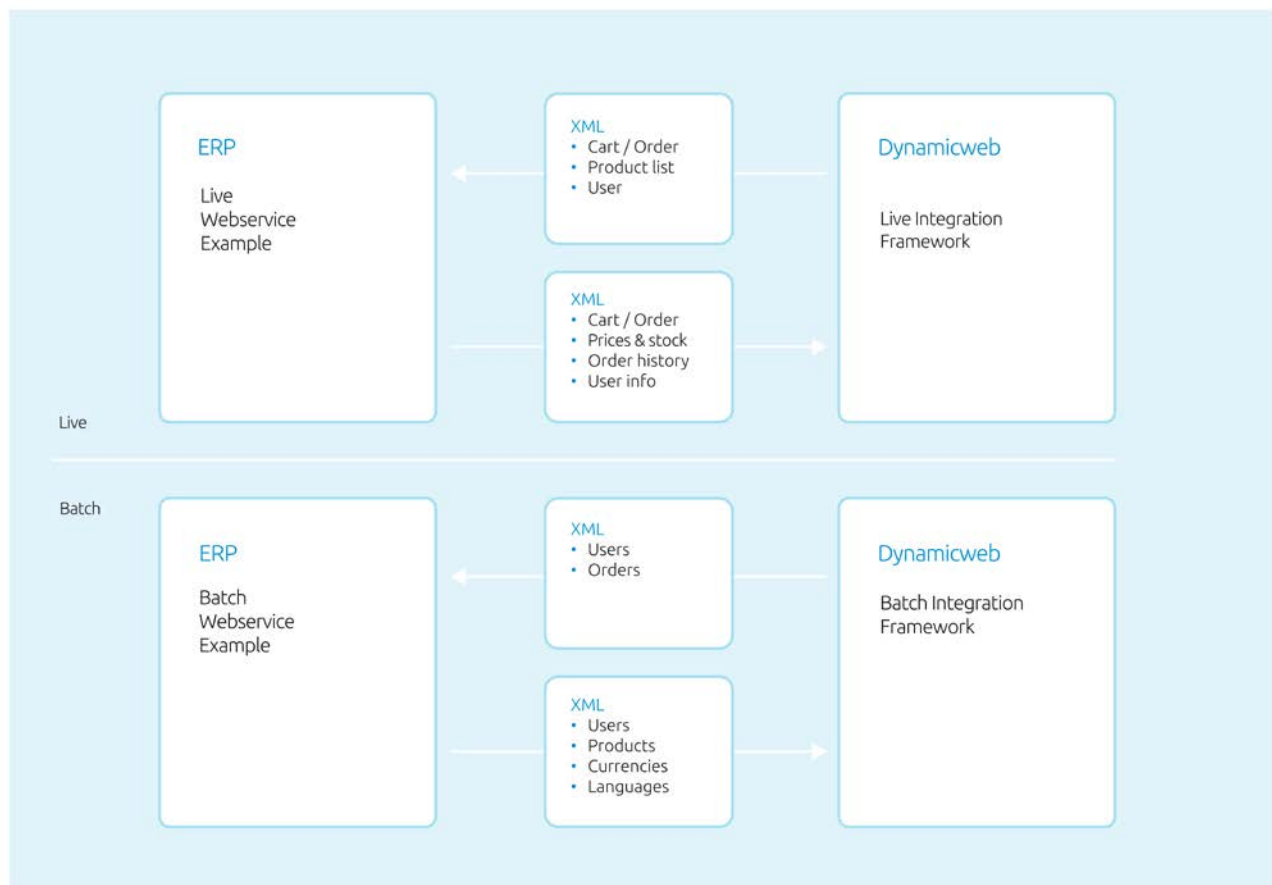 ERP
Live
Webservice
Example
XML
• Cart / Order
• Product list
• User
XML
• Cart / Order
• Prices & stock
• Order history
• User info
Dynamicweb
Live Integration
Framework
Live
Batch
ERP
Batch
Webservice
Example
XML
• Users
• Orders
XML
• Users
• Products
• Currencies
• Languages
Dynamicweb
Batch Integration
Framework